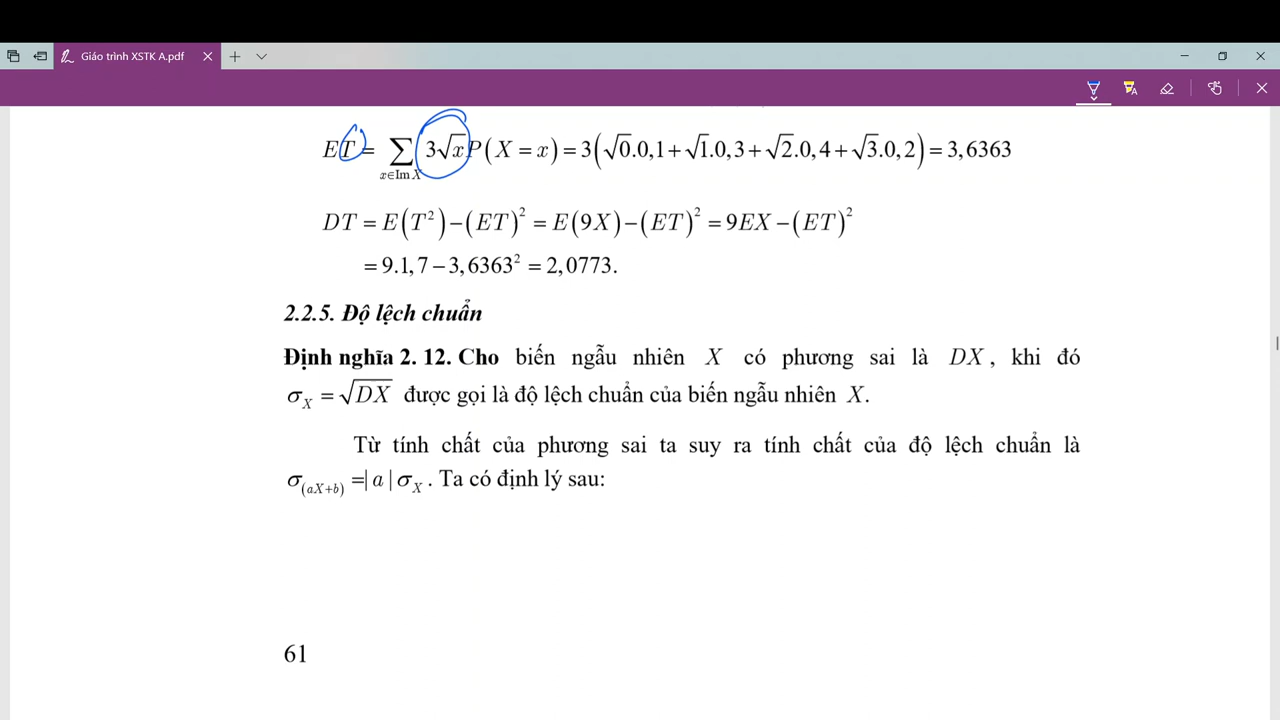 Giáo trình XSTK A.pdf
ET = ∑ 3√x P(X = x) = 3(√0.0,1 + √1.0,3 + √2.0,4 + √3.0,2) = 3,6363
x∈Im X
DT = E(T²) − (ET)² = E(9X) − (ET)² = 9EX − (ET)²
= 9.1,7 − 3,6363² = 2,0773.
2.2.5. Độ lệch chuẩn
Định nghĩa 2. 12. Cho biến ngẫu nhiên X có phương sai là DX, khi đó
σ_X = √DX được gọi là độ lệch chuẩn của biến ngẫu nhiên X.
Từ tính chất của phương sai ta suy ra tính chất của độ lệch chuẩn là
σ_(aX+b) =| a | σ_X. Ta có định lý sau:
61